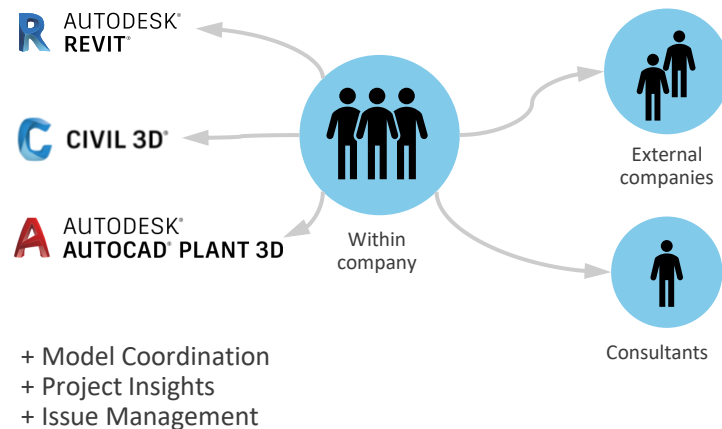 AUTODESK®
REVIT®
CIVIL 3D®
AUTODESK®
AUTOCAD® PLANT 3D
Within
company
External
companies
Consultants
+ Model Coordination
+ Project Insights
+ Issue Management